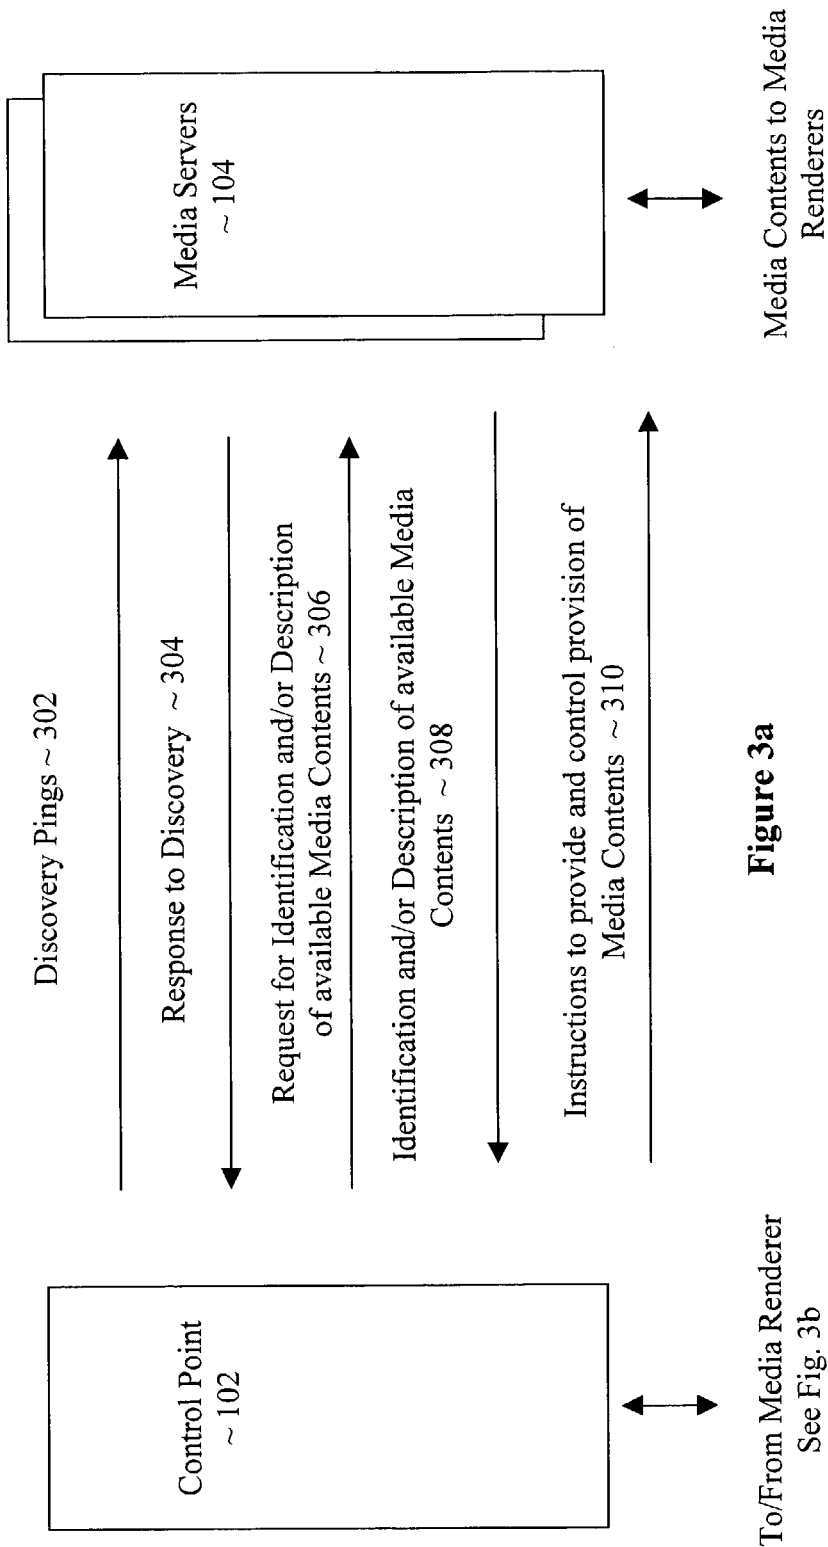 Control Point
~ 102
Discovery Pings ~ 302
Response to Discovery ~ 304
Request for Identification and/or Description
of available Media Contents ~ 306
Identification and/or Description of available Media
Contents ~ 308
Instructions to provide and control provision of
Media Contents ~ 310
Media Servers
~ 104
To/From Media Renderer
See Fig. 3b
Media Contents to Media
Renderers
Figure 3a